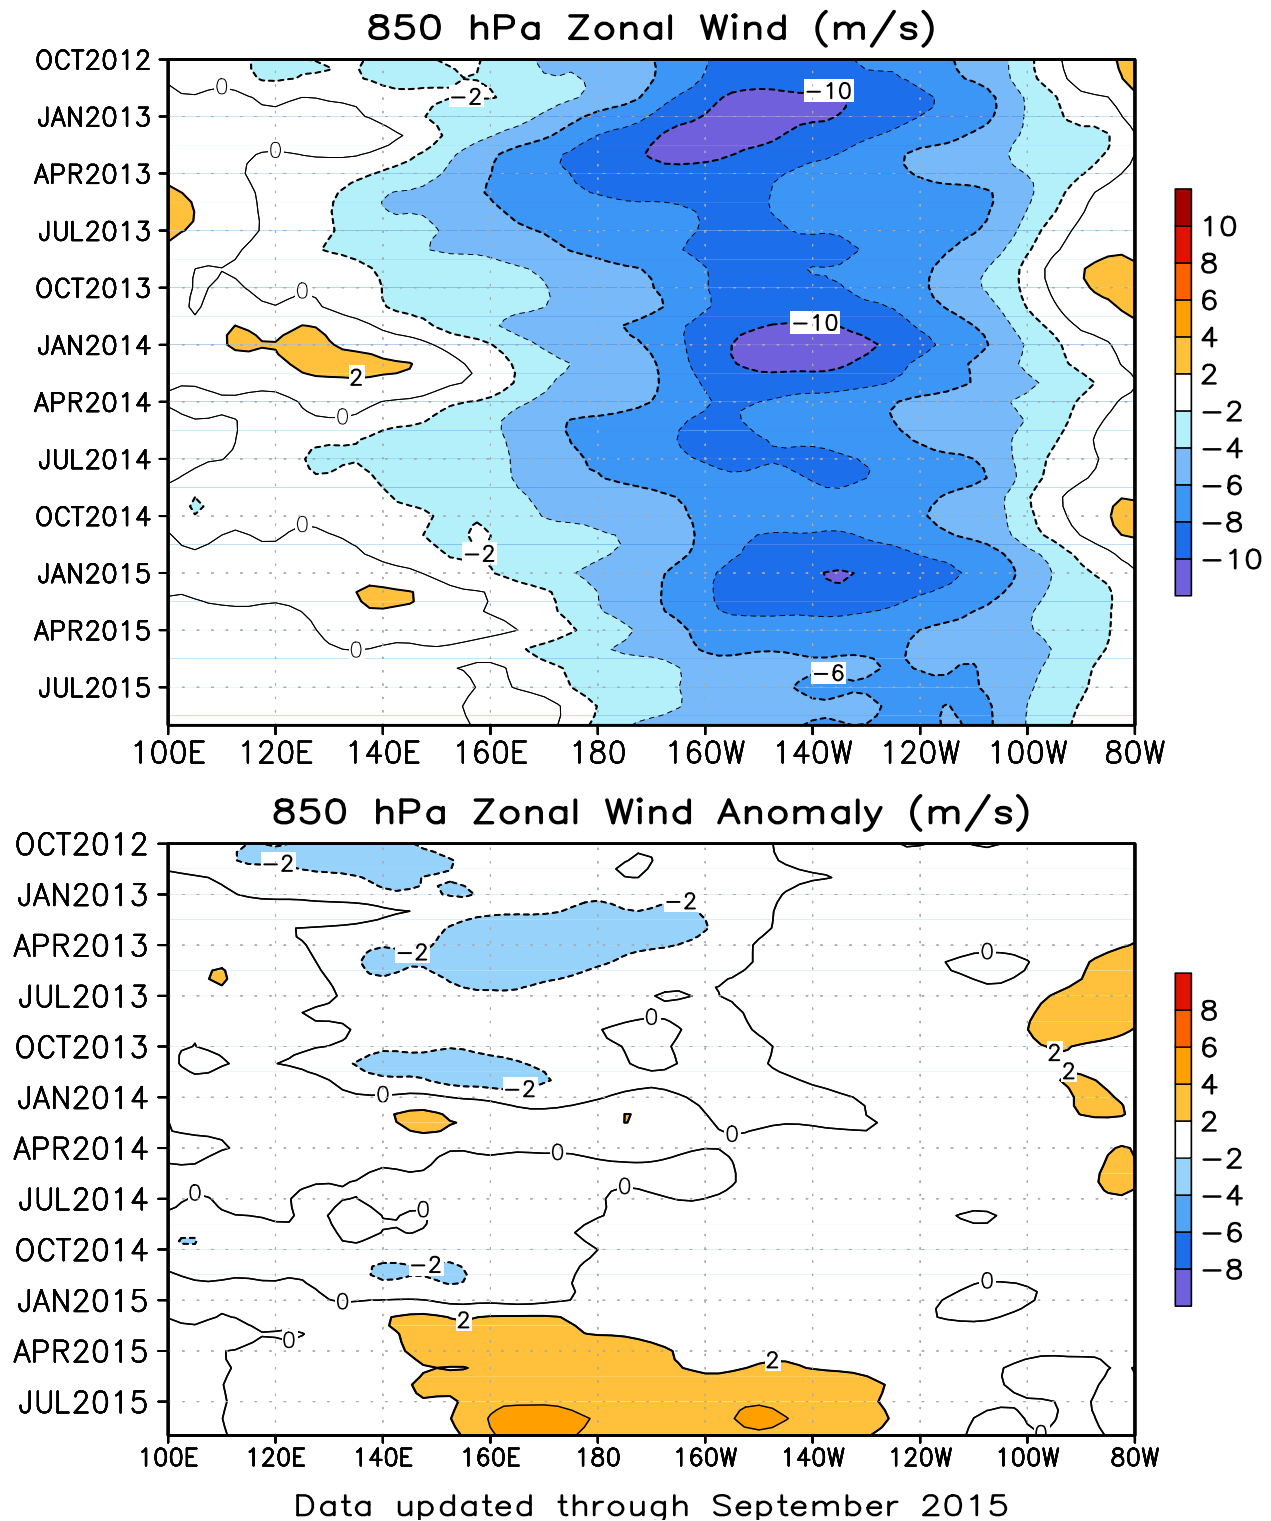 850 hPa Zonal Wind (m/s)
OCT2012
JAN2013
APR2013
JUL2013
OCT2013
JAN2014
APR2014
JUL2014
OCT2014
JAN2015
APR2015
JUL2015
0
-2
-10
0
0
-10
2
0
0
-2
0
-6
100E 120E 140E 160E 180 160W 140W 120W 100W 80W
10
8
6
4
2
-2
-4
-6
-8
-10
850 hPa Zonal Wind Anomaly (m/s)
OCT2012
JAN2013
APR2013
JUL2013
OCT2013
JAN2014
APR2014
JUL2014
OCT2014
JAN2015
APR2015
JUL2015
-2
-2
-2
0
0
2
2
-2
0
0
0
0
0
0
-2
0
0
2
0
2
0
100E 120E 140E 160E 180 160W 140W 120W 100W 80W
8
6
4
2
-2
-4
-6
-8
Data updated through September 2015